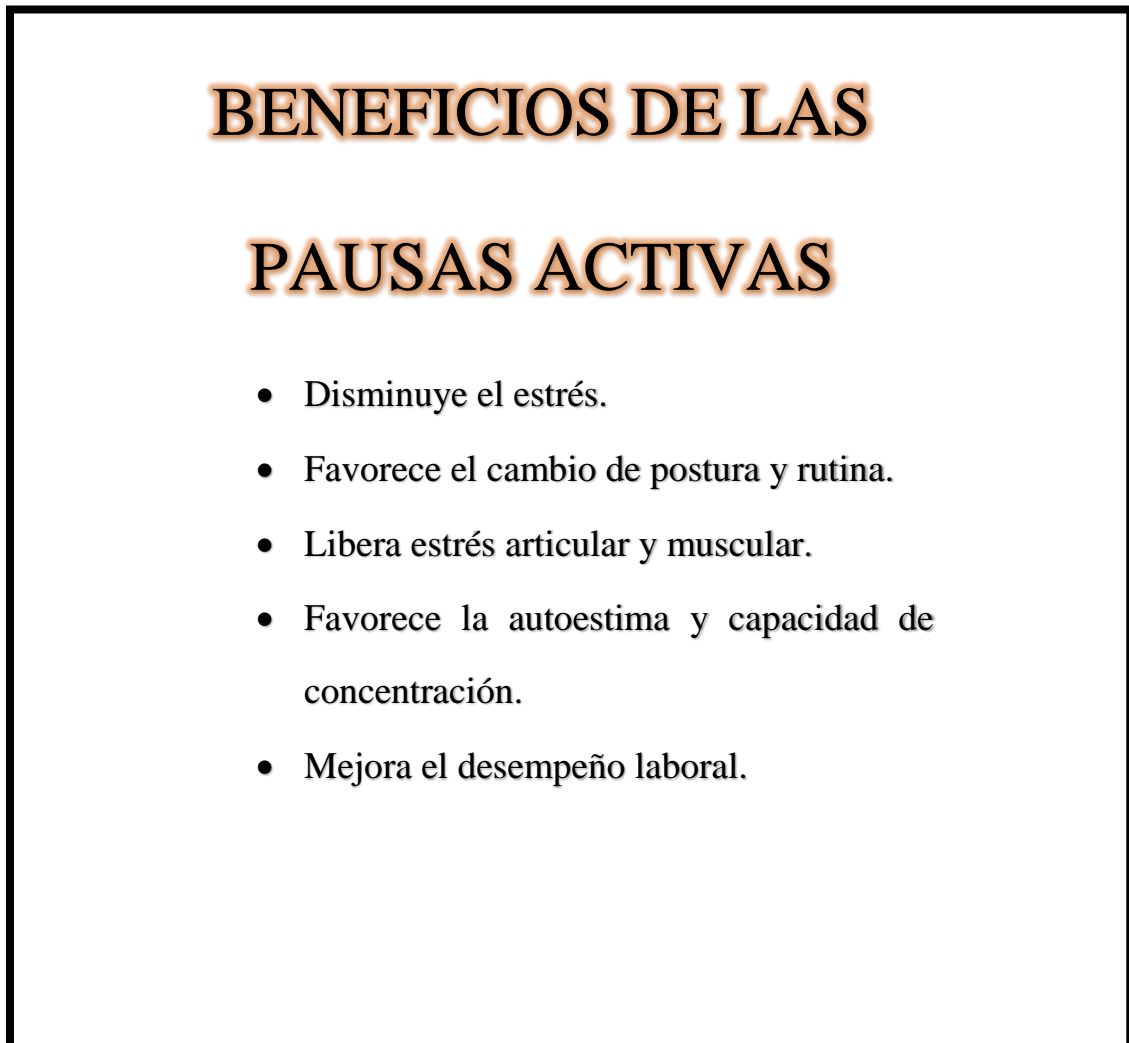 BENEFICIOS DE LAS
PAUSAS ACTIVAS
• Disminuye el estrés.
• Favorece el cambio de postura y rutina.
• Libera estrés articular y muscular.
• Favorece la autoestima y capacidad de
concentración.
• Mejora el desempeño laboral.